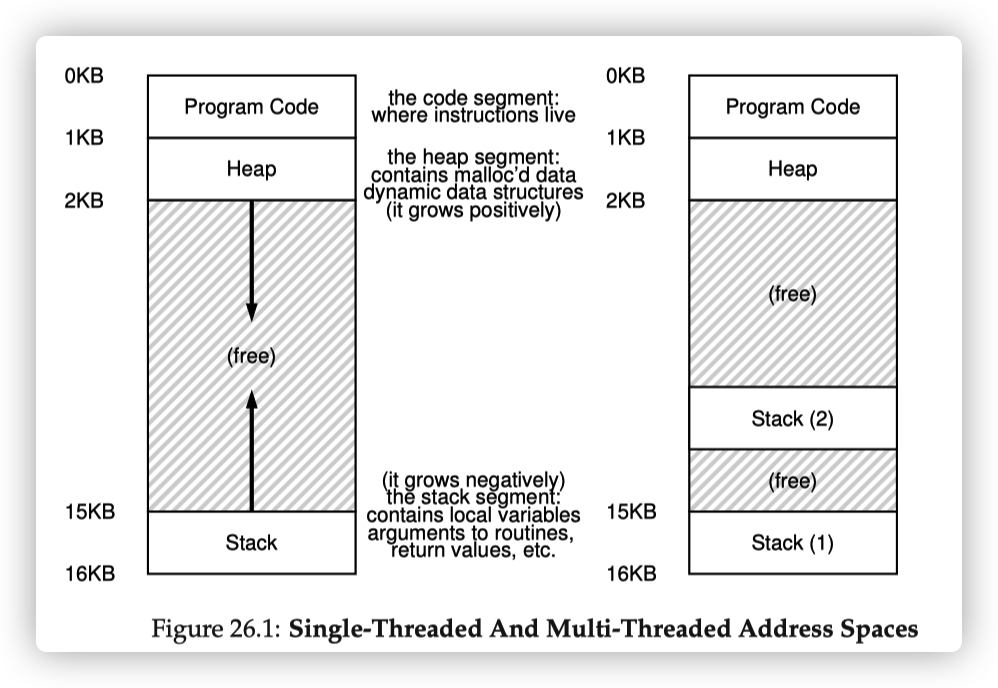 0KB
Program Code
1KB
Heap
2KB
(free)
15KB
Stack
16KB
the code segment:
where instructions live
the heap segment:
contains malloc'd data
dynamic data structures
(it grows positively)
(it grows negatively)
the stack segment:
contains local variables
arguments to routines,
return values, etc.
0KB
Program Code
1KB
Heap
2KB
(free)
Stack (2)
(free)
15KB
Stack (1)
16KB
Figure 26.1: Single-Threaded And Multi-Threaded Address Spaces